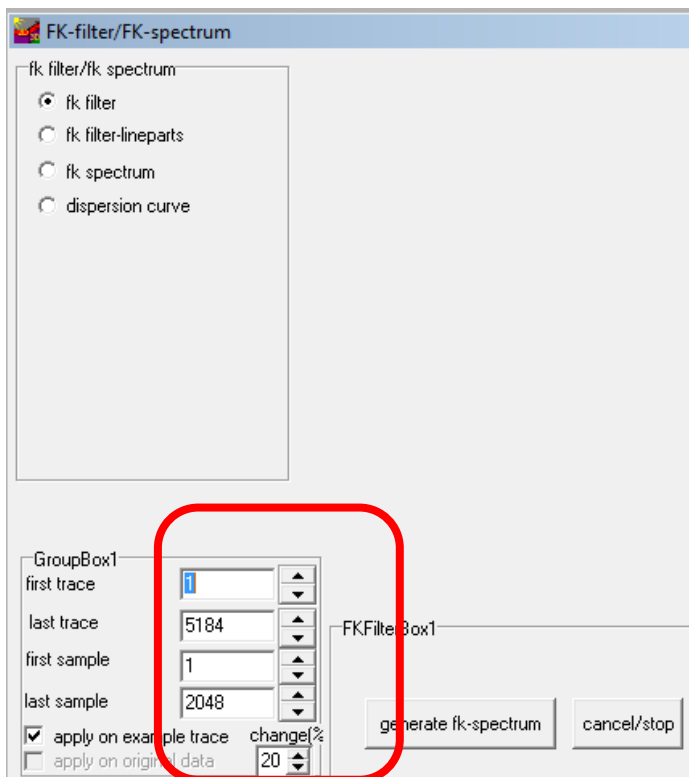 FK-filter/FK-spectrum
fk filter/fk spectrum
fk filter
fk filter-lineparts
fk spectrum
dispersion curve
GroupBox1
first trace 1
last trace 5184
first sample 1
last sample 2048
apply on example trace change(%
apply on original data 20
FKFilterBox1
generate fk-spectrum cancel/stop